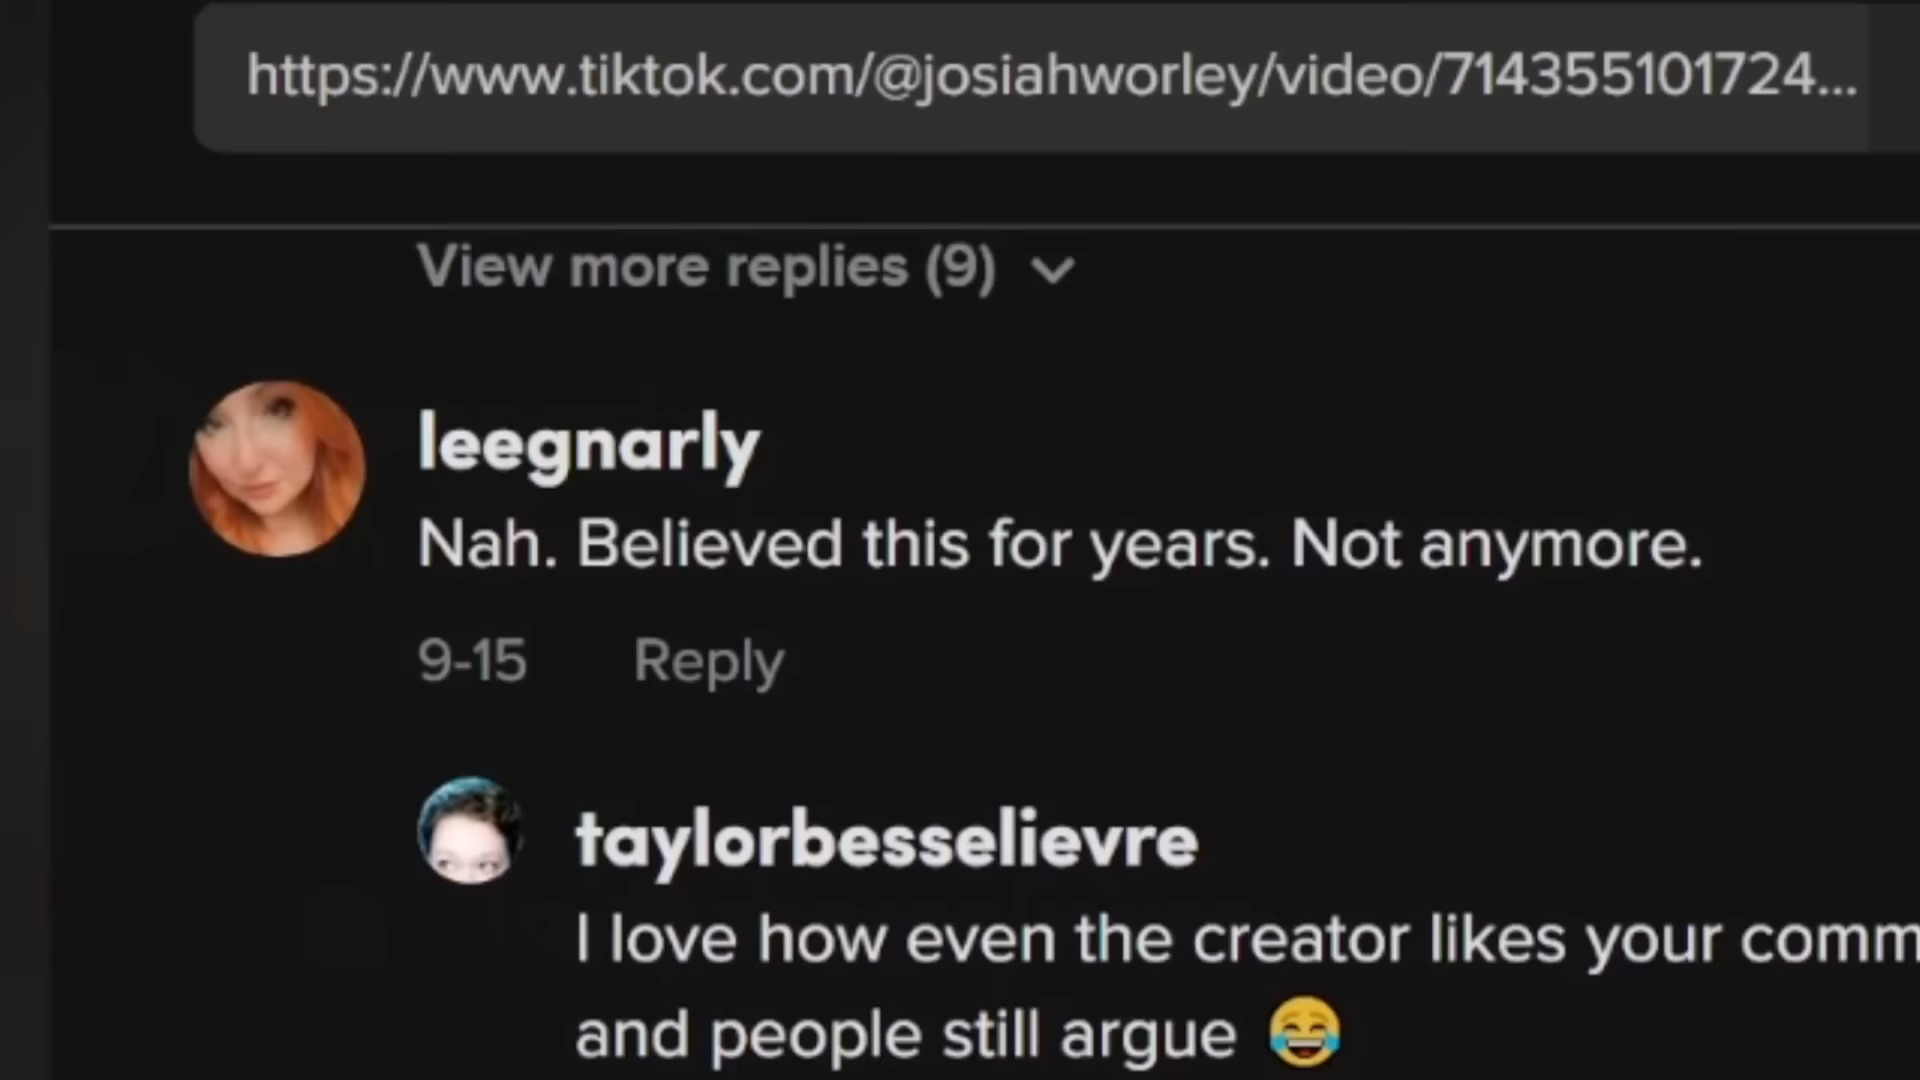 https://www.tiktok.com/@josiahworley/video/714355101724...
View more replies (9)
leegnarly
Nah. Believed this for years. Not anymore.
9-15 Reply
taylorbesselievre
I love how even the creator likes your comm
and people still argue 😂